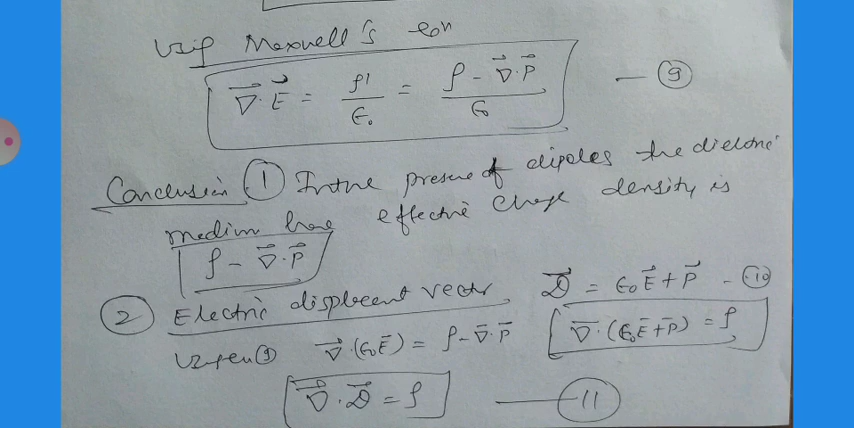 Using Maxwell's eqn
∇⃗·E⃗ = ρ'/ε₀ = (ρ - ∇⃗·P⃗)/ε₀ — ⑨
Conclusion ① In the presence of dipoles the dielectric
medium have effective charge density is
ρ - ∇⃗·P⃗
② Electric displacement vector, D⃗ = ε₀E⃗ + P⃗ - ⑩
Using eqn ⑨ ∇⃗·(ε₀E⃗) = ρ - ∇⃗·P⃗ ∇⃗·(ε₀E⃗+P⃗) = ρ
∇⃗·D⃗ = ρ — ⑪